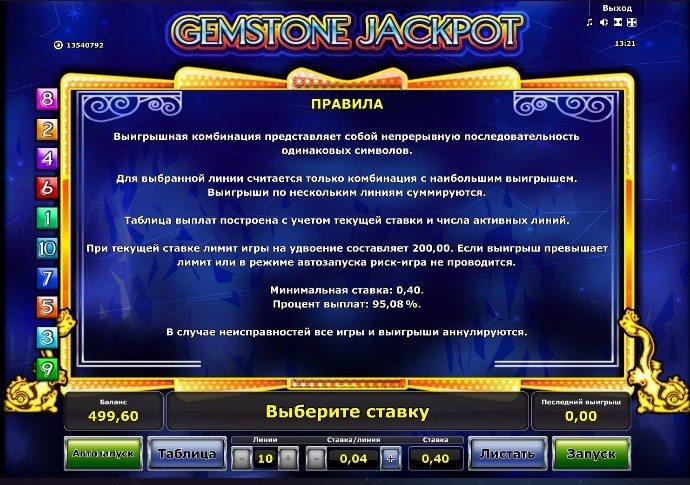 GEMSTONE JACKPOT
Выход
13540792
13:21
8
2
4
6
1
10
7
5
3
9
ПРАВИЛА
Выигрышная комбинация представляет собой непрерывную последовательность
одинаковых символов.
Для выбранной линии считается только комбинация с наибольшим выигрышем.
Выигрыши по нескольким линиям суммируются.
Таблица выплат построена с учетом текущей ставки и числа активных линий.
При текущей ставке лимит игры на удвоение составляет 200,00. Если выигрыш превышает
лимит или в режиме автозапуска риск-игра не проводится.
Минимальная ставка: 0,40.
Процент выплат: 95,08%.
В случае неисправностей все игры и выигрыши аннулируются.
Баланс
499,60
Выберите ставку
Последний выигрыш
0,00
Автозапуск
Таблица
Линии
- 10 +
Ставка/линия
- 0,04 +
Ставка
0,40
Листать
Запуск